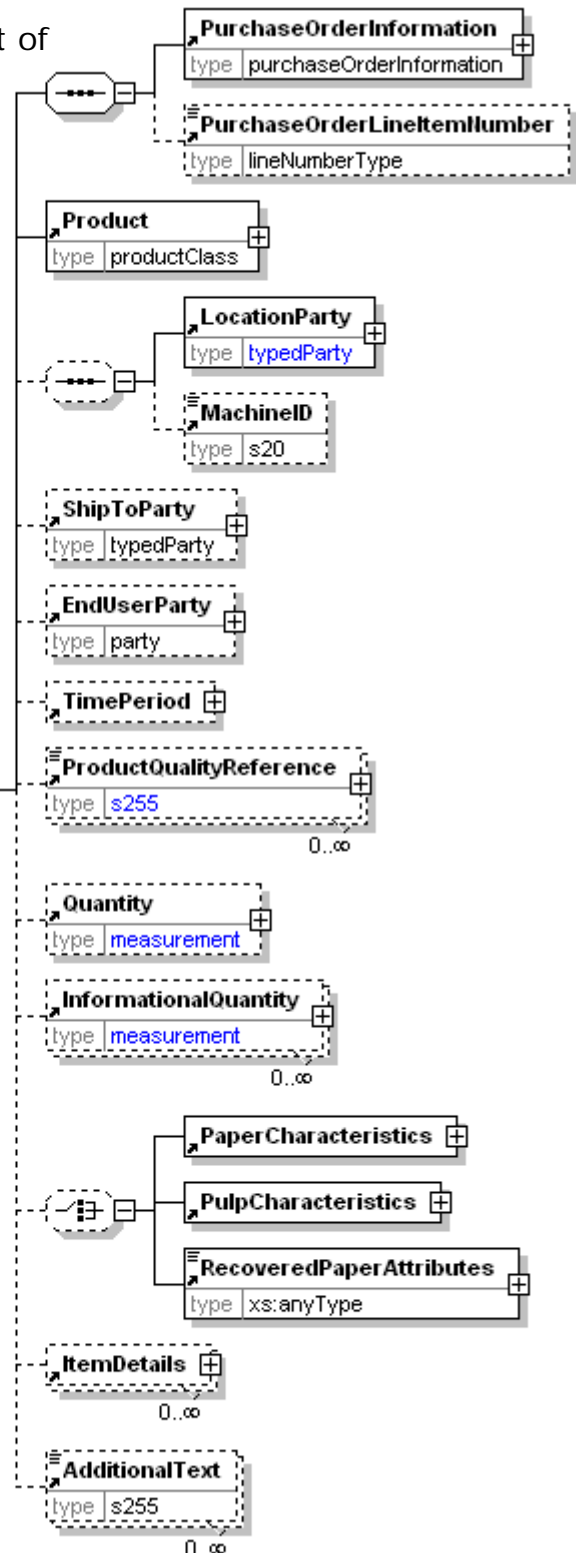 t of
PurchaseOrderInformation
type purchaseOrderInformation
PurchaseOrderLineItemNumber
type lineNumberType
Product
type productClass
LocationParty
type typedParty
MachineID
type s20
ShipToParty
type typedParty
EndUserParty
type party
TimePeriod
ProductQualityReference
type s255
0..∞
Quantity
type measurement
InformationalQuantity
type measurement
0..∞
PaperCharacteristics
PulpCharacteristics
RecoveredPaperAttributes
type xs:anyType
ItemDetails
0..∞
AdditionalText
type s255
0..∞